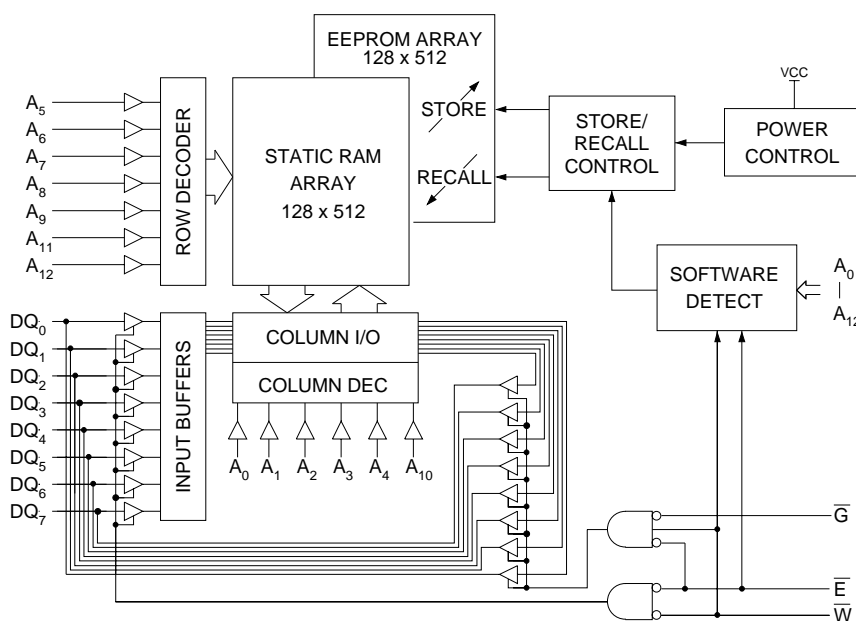 EEPROM ARRAY
128 x 512
STORE
RECALL
STATIC RAM
ARRAY
128 x 512
ROW DECODER
A5
A6
A7
A8
A9
A11
A12
STORE/
RECALL
CONTROL
VCC
POWER
CONTROL
SOFTWARE
DETECT
A0
A12
DQ0
DQ1
DQ2
DQ3
DQ4
DQ5
DQ6
DQ7
INPUT BUFFERS
COLUMN I/O
COLUMN DEC
A0 A1 A2 A3 A4 A10
G̅
E̅
W̅